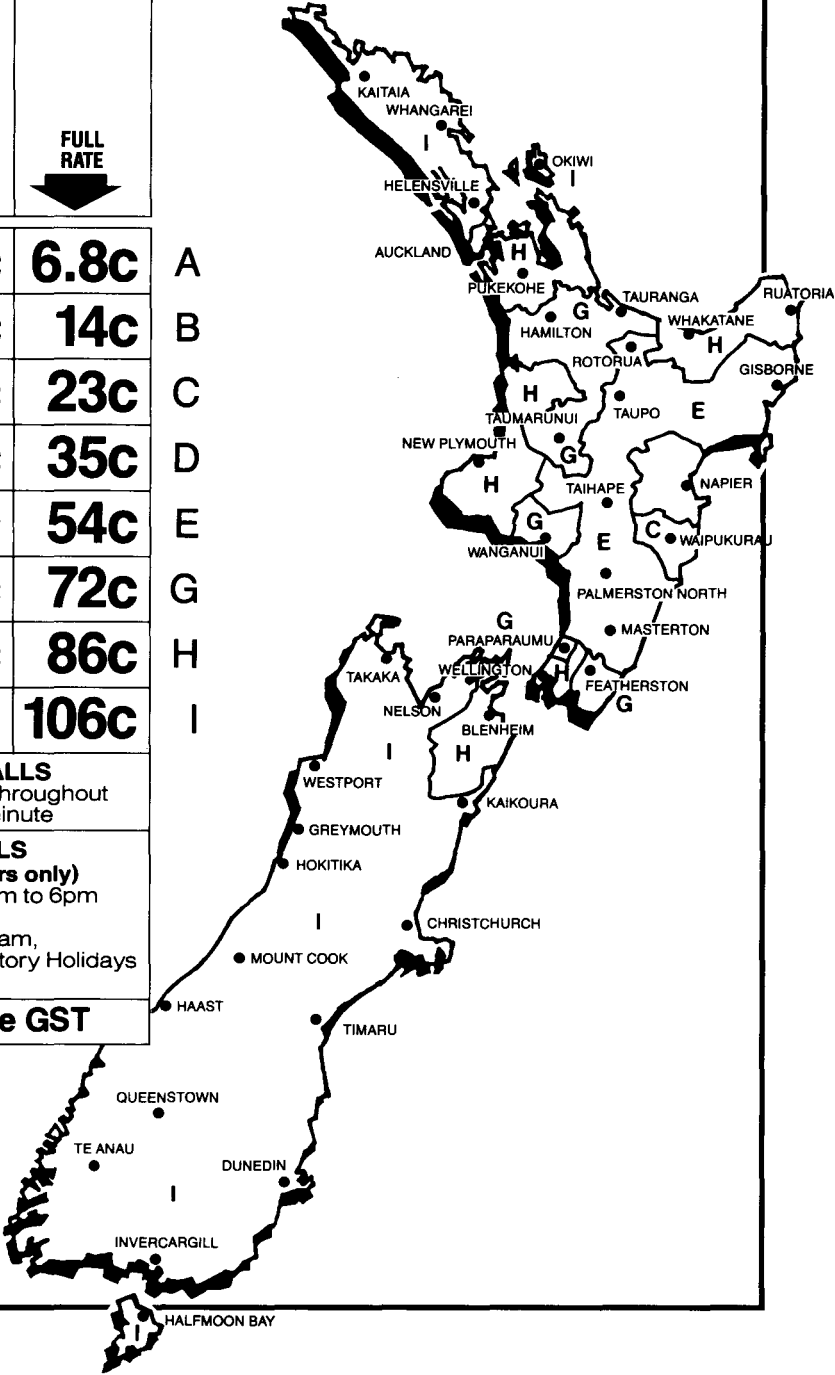 FULL
RATE
6.8c A
14c B
23c C
35c D
54c E
72c G
86c H
106c I
hroughout
inute
rs only)
m to 6pm
am,
tory Holidays
e GST
KAITAIA
WHANGAREI
I
OKIWI
I
HELENSVILLE
AUCKLAND
H
PUKEKOHE
TAURANGA
RUATORIA
G
HAMILTON
WHAKATANE
H
ROTORUA
GISBORNE
H
TAUPO
E
TAUMARUNUI
NEW PLYMOUTH
G
H
TAIHAPE
NAPIER
G
E
C
WAIPUKURAU
WANGANUI
PALMERSTON NORTH
G
PARAPARAUMU
MASTERTON
TAKAKA
WELLINGTON
H
FEATHERSTON
NELSON
G
BLENHEIM
I
H
WESTPORT
KAIKOURA
GREYMOUTH
HOKITIKA
I
CHRISTCHURCH
MOUNT COOK
HAAST
TIMARU
QUEENSTOWN
TE ANAU
DUNEDIN
I
INVERCARGILL
HALFMOON BAY
I